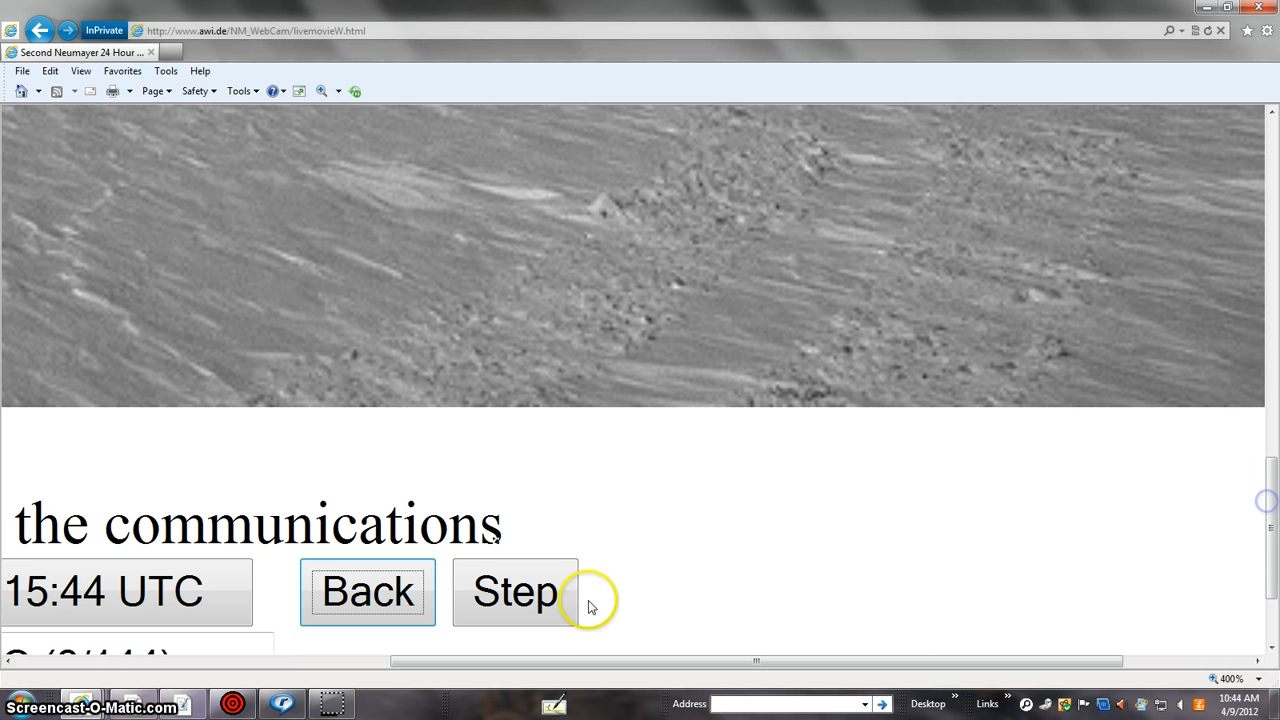 InPrivate
http://www.awi.de/NM_WebCam/livemovieW.html
Second Neumayer 24 Hour ...
File Edit View Favorites Tools Help
Page Safety Tools
the communications
15:44 UTC Back Step
400%
Address Desktop Links
10:44 AM
4/9/2012
Screencast-O-Matic.com